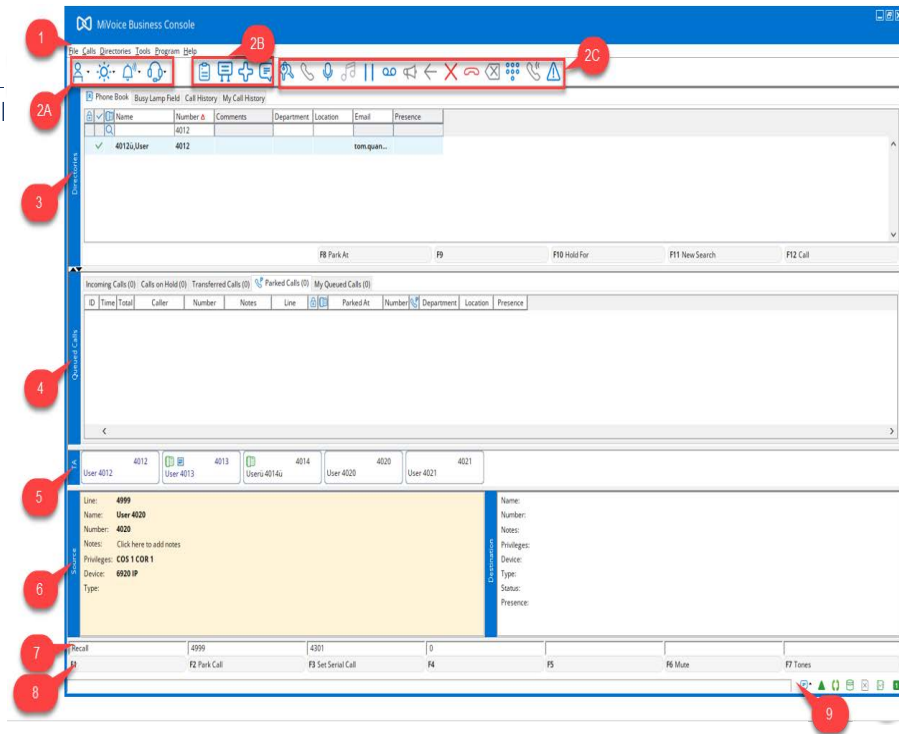 MiVoice Business Console
1
File Calls Directories Tools Program Help
2B
2C
2A
Phone Book Busy Lamp Field Call History My Call History
Name Number Comments Department Location Email Presence
4012
4012ü,User 4012 tom.quan...
Directories
3
F8 Park At F9 F10 Hold For F11 New Search F12 Call
Incoming Calls (0) Calls on Hold (0) Transferred Calls (0) Parked Calls (0) My Queued Calls (0)
ID Time Total Caller Number Notes Line Parked At Number Department Location Presence
Queued Calls
4
4012 4013 4014 4020 4021
User 4012 User 4013 Userü 4014ü User 4020 User 4021
5
Line: 4999
Name: User 4020
Number: 4020
Notes: Click here to add notes
Privileges: COS 1 COR 1
Device: 6920 IP
Type:
Source
6
Name:
Number:
Notes:
Privileges:
Device:
Type:
Status:
Presence:
Destination
7
Recall 4999 4301 0
F1 F2 Park Call F3 Set Serial Call F4 F5 F6 Mute F7 Tones
8
9